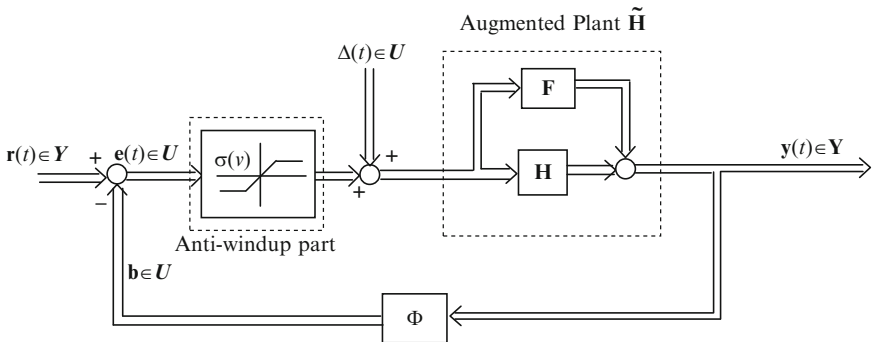 Augmented Plant H̃
Δ(t)∈U
F
r(t)∈Y
+
e(t)∈U
σ(v)
+
+
H
y(t)∈Y
−
Anti-windup part
b∈U
Φ